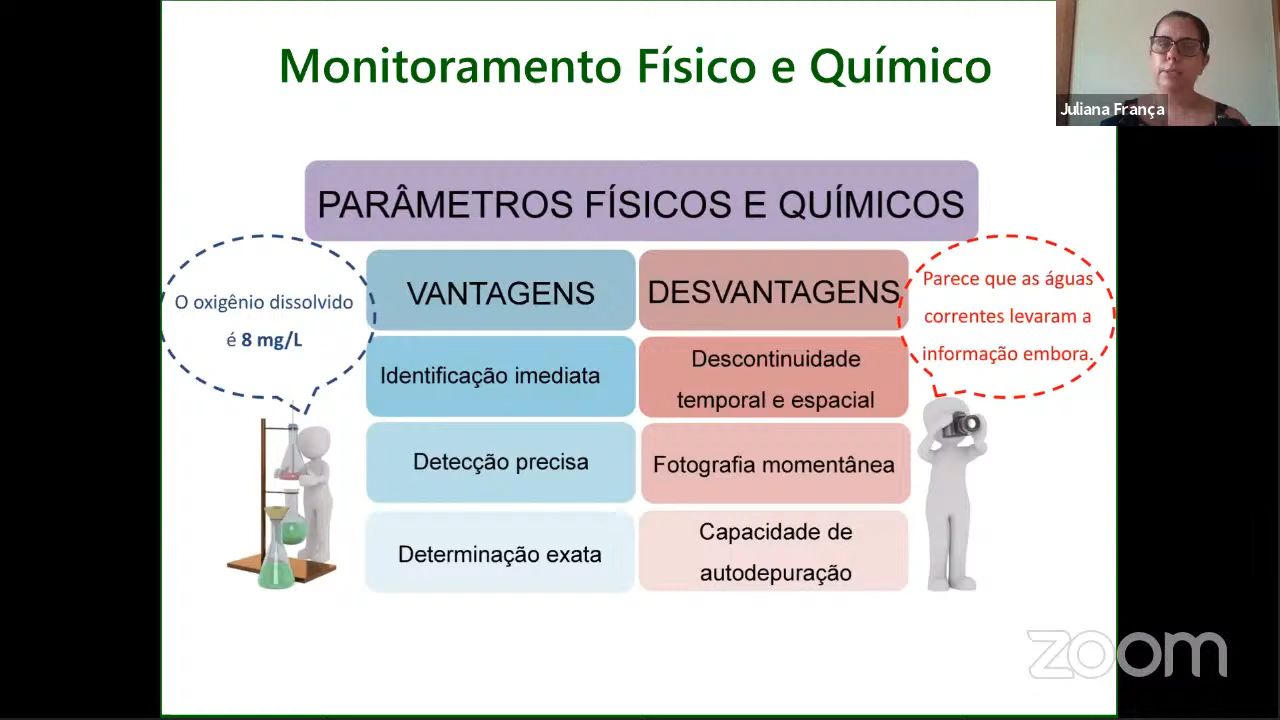 Monitoramento Físico e Químico
Juliana França
PARÂMETROS FÍSICOS E QUÍMICOS
VANTAGENS
DESVANTAGENS
O oxigênio dissolvido
é 8 mg/L
Parece que as águas
correntes levaram a
informação embora.
Identificação imediata
Descontinuidade
temporal e espacial
Detecção precisa
Fotografia momentânea
Determinação exata
Capacidade de
autodepuração
zoom